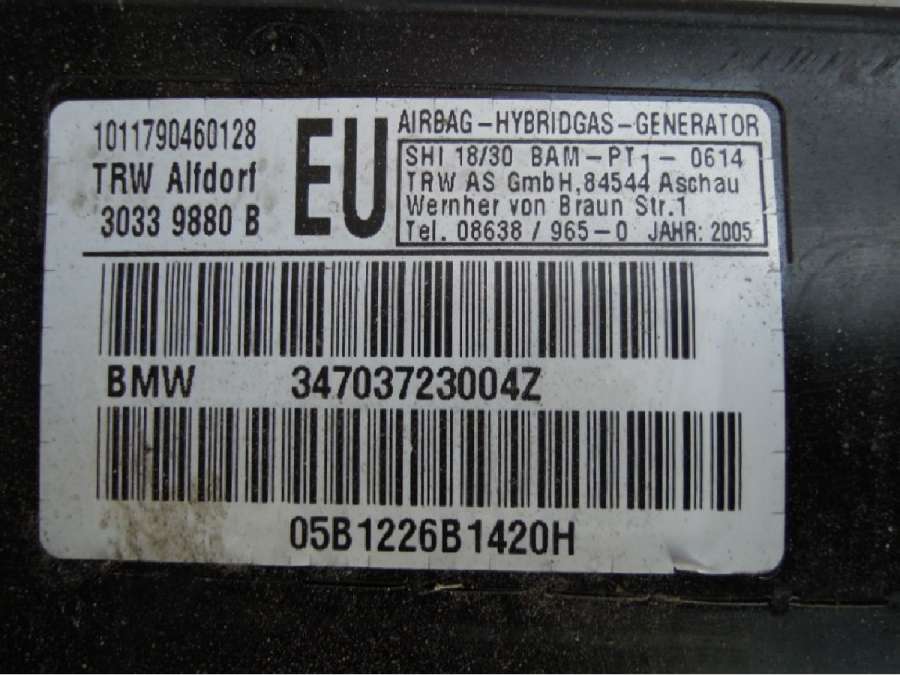 1011790460128
TRW Alfdorf
3033 9880 B
EU
AIRBAG-HYBRIDGAS-GENERATOR
SHI 18/30 BAM-PT1-0614
TRW AS GmbH,84544 Aschau
Wernher von Braun Str.1
Tel. 08638/965-0 JAHR: 2005
BMW 34703723004Z
05B1226B1420H